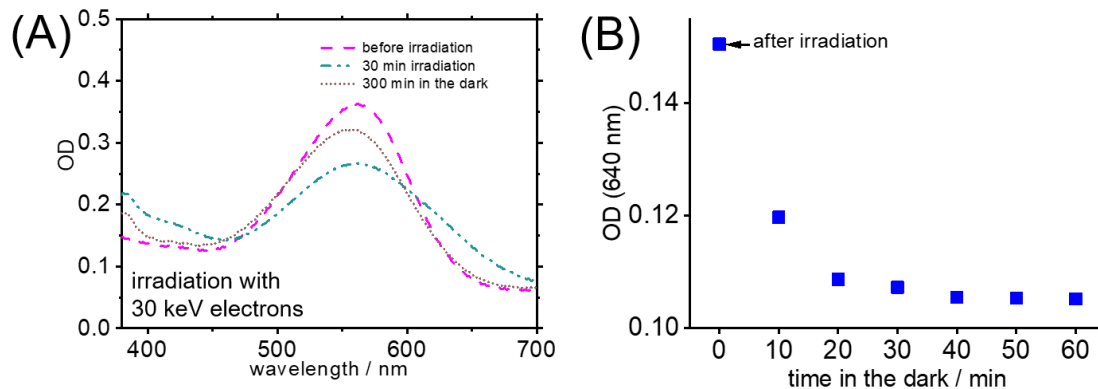 (A)
0.5
0.4
0.3
0.2
0.1
0.0
OD
before irradiation
30 min irradiation
300 min in the dark
irradiation with
30 keV electrons
400
500
600
700
wavelength / nm
(B)
after irradiation
0.14
0.12
0.10
OD (640 nm)
0
10
20
30
40
50
60
time in the dark / min